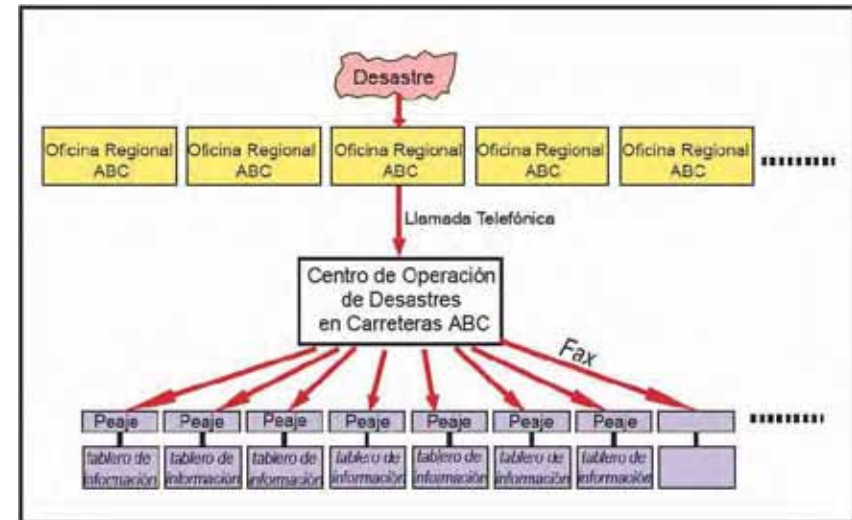 Desastre
Oficina Regional Oficina Regional Oficina Regional Oficina Regional Oficina Regional
ABC ABC ABC ABC ABC
Llamada Telefónica
Centro de Operación
de Desastres
en Carreteras ABC
Fax
Peaje Peaje Peaje Peaje Peaje Peaje Peaje
tablero de tablero de tablero de tablero de tablero de tablero de tablero de
información información información información información información información